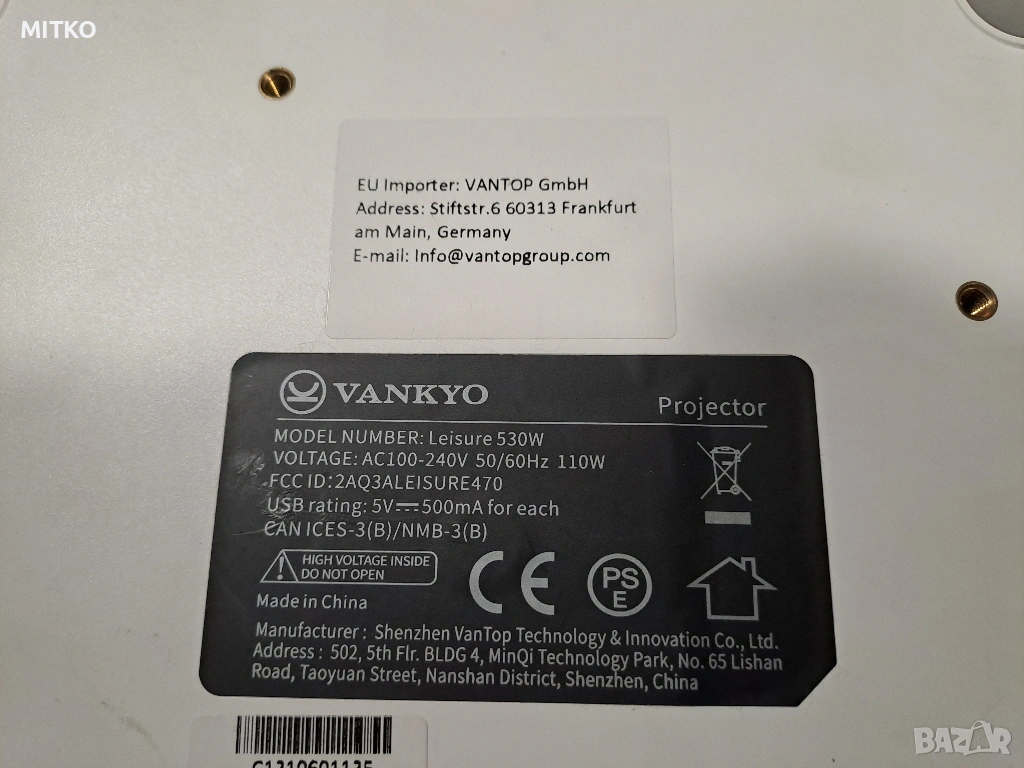 MITKO
EU Importer: VANTOP GmbH
Address: Stiftstr.6 60313 Frankfurt
am Main, Germany
E-mail: Info@vantopgroup.com
VANKYO
Projector
MODEL NUMBER: Leisure 530W
VOLTAGE: AC100-240V 50/60Hz 110W
FCC ID:2AQ3ALEISURE470
USB rating: 5V⎓500mA for each
CAN ICES-3(B)/NMB-3(B)
HIGH VOLTAGE INSIDE
DO NOT OPEN
CE
PS
E
Made in China
Manufacturer : Shenzhen VanTop Technology & Innovation Co., Ltd.
Address : 502, 5th Flr. BLDG 4, MinQi Technology Park, No. 65 Lishan
Road, Taoyuan Street, Nanshan District, Shenzhen, China
BAZAR